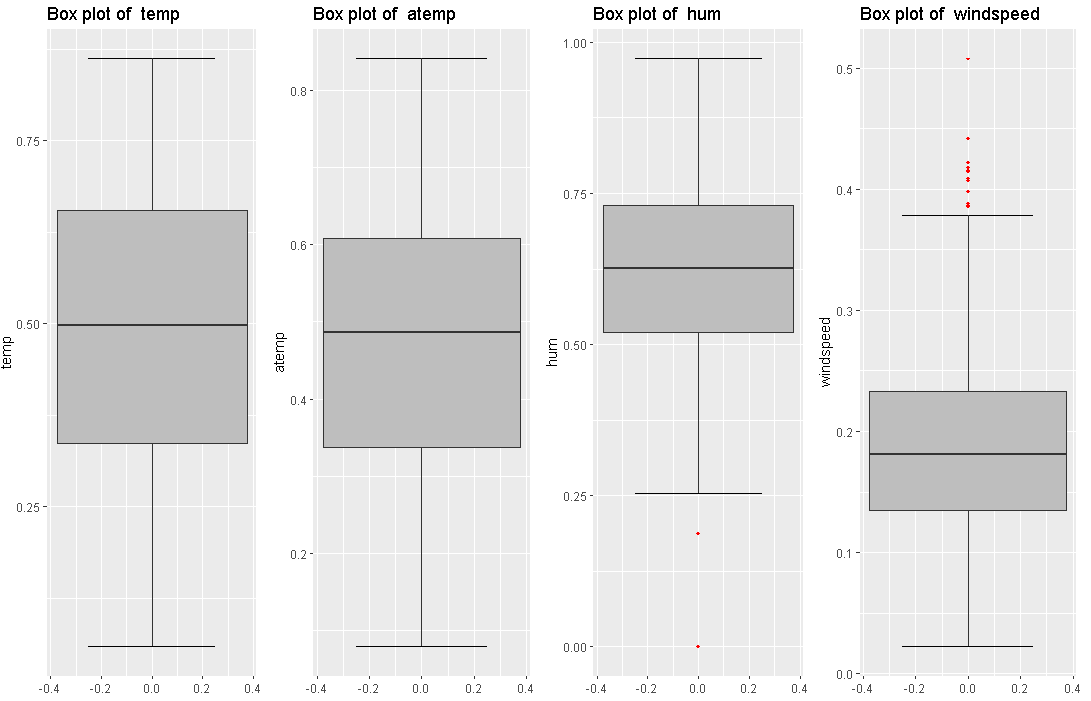 Box plot of  temp
temp
0.75
0.50
0.25
-0.4 -0.2 0.0 0.2 0.4
Box plot of  atemp
atemp
0.8
0.6
0.4
0.2
-0.4 -0.2 0.0 0.2 0.4
Box plot of  hum
hum
1.00
0.75
0.50
0.25
0.00
-0.4 -0.2 0.0 0.2 0.4
Box plot of  windspeed
windspeed
0.5
0.4
0.3
0.2
0.1
0.0
-0.4 -0.2 0.0 0.2 0.4